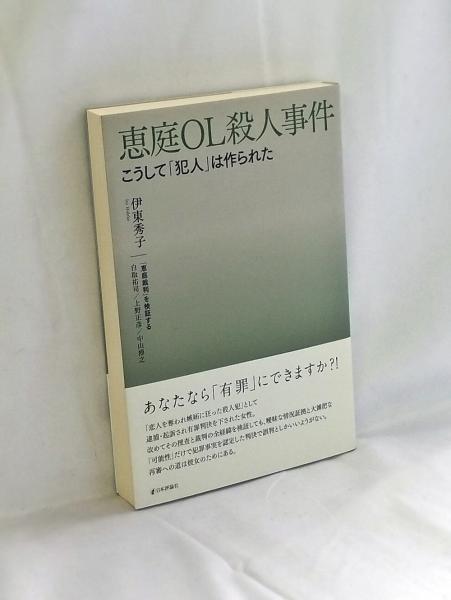 恵庭OL殺人事件
こうして「犯人」は作られた
伊東秀子
「恵庭裁判」を検証する
白取祐司／上野正彦／中山博之
あなたなら「有罪」にできますか?!
「恋人を奪われ嫉妬に狂った殺人犯」として
逮捕・起訴され有罪判決を下された女性。
改めてその捜査と裁判の全経緯を検証しても、曖昧な情況証拠と大雑把な
「可能性」だけで犯罪事実を認定した判決で誤判としかいいようがない。
再審への道は彼女のためにある。
日本評論社